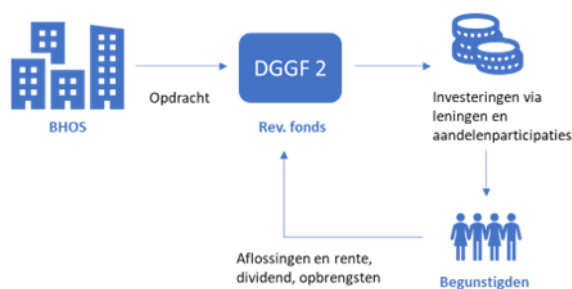 DGGF 2
Opdracht
BHOS
Rev. fonds
Investeringen via
leningen en
aandelenparticipaties
Aflossingen en rente,
dividend, opbrengsten
Begunstigden